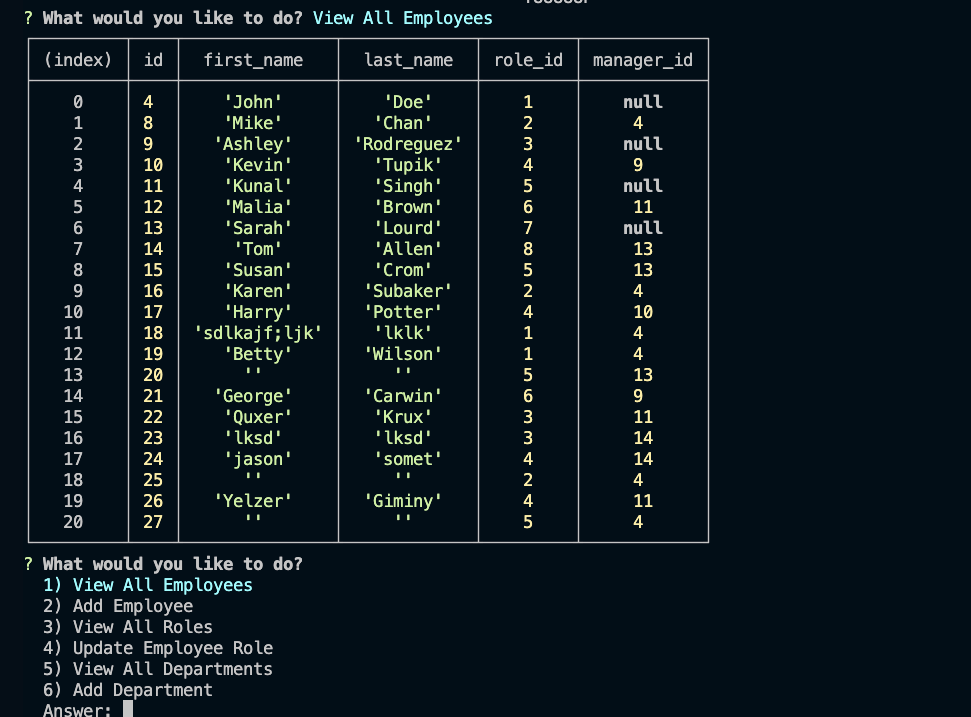 ? What would you like to do? View All Employees
(index) id first_name last_name role_id manager_id
0 4 'John' 'Doe' 1 null
1 8 'Mike' 'Chan' 2 4
2 9 'Ashley' 'Rodreguez' 3 null
3 10 'Kevin' 'Tupik' 4 9
4 11 'Kunal' 'Singh' 5 null
5 12 'Malia' 'Brown' 6 11
6 13 'Sarah' 'Lourd' 7 null
7 14 'Tom' 'Allen' 8 13
8 15 'Susan' 'Crom' 5 13
9 16 'Karen' 'Subaker' 2 4
10 17 'Harry' 'Potter' 4 10
11 18 'sdlkajf;ljk' 'lklk' 1 4
12 19 'Betty' 'Wilson' 1 4
13 20 '' '' 5 13
14 21 'George' 'Carwin' 6 9
15 22 'Quxer' 'Krux' 3 11
16 23 'lksd' 'lksd' 3 14
17 24 'jason' 'somet' 4 14
18 25 '' '' 2 4
19 26 'Yelzer' 'Giminy' 4 11
20 27 '' '' 5 4
? What would you like to do?
1) View All Employees
2) Add Employee
3) View All Roles
4) Update Employee Role
5) View All Departments
6) Add Department
Answer: